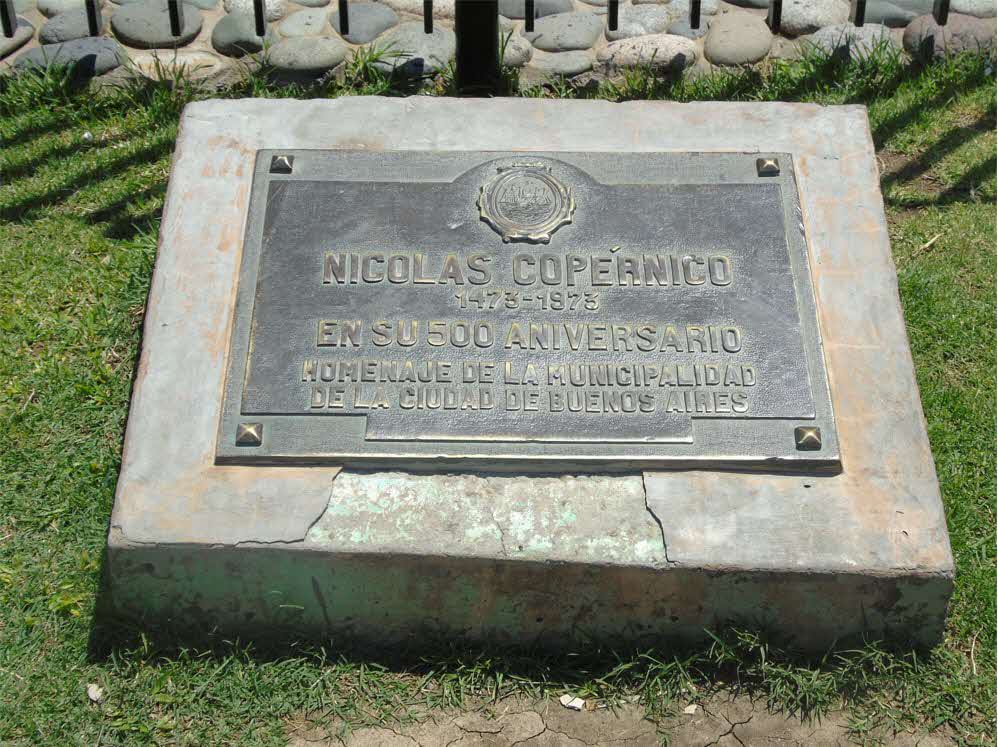 NICOLAS COPÉRNICO
1473-1973
EN SU 500 ANIVERSARIO
HOMENAJE DE LA MUNICIPALIDAD
DE LA CIUDAD DE BUENOS AIRES